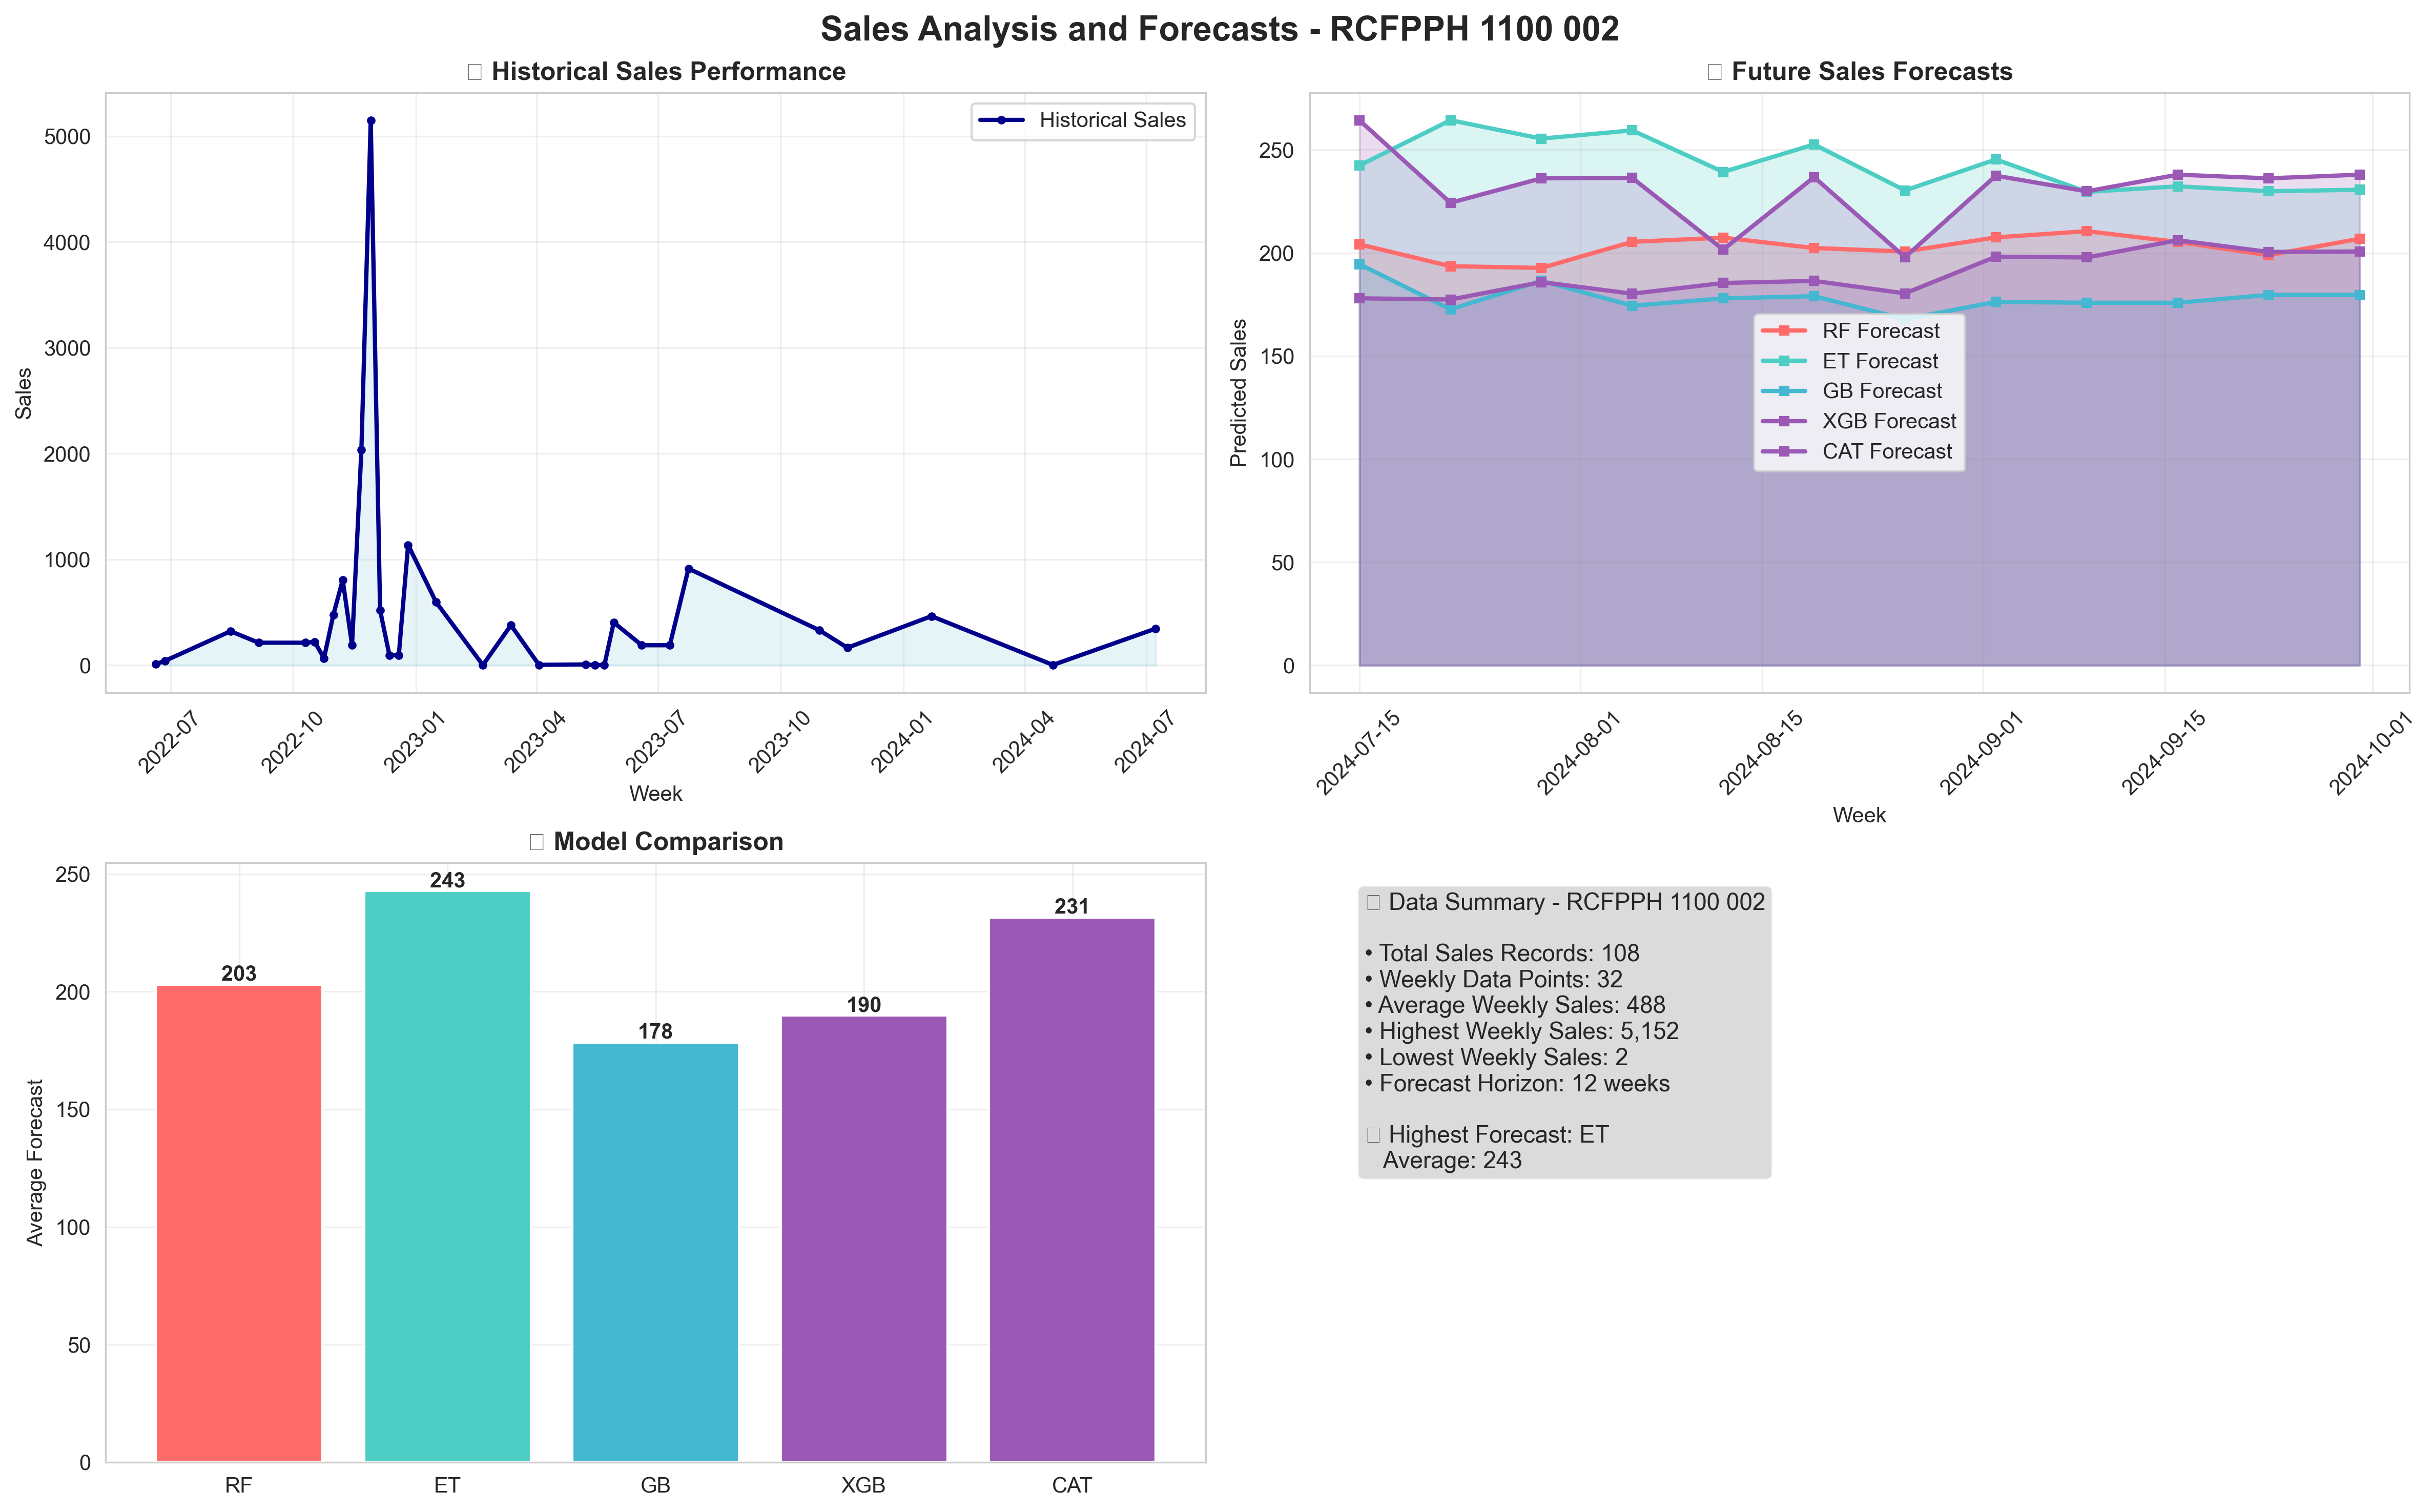 Sales Analysis and Forecasts - RCFPPH 1100 002
Historical Sales Performance
Historical Sales
5000
4000
3000
2000
1000
0
Sales
2022-07
2022-10
2023-01
2023-04
2023-07
2023-10
2024-01
2024-04
2024-07
Week
Future Sales Forecasts
250
200
150
100
50
0
Predicted Sales
RF Forecast
ET Forecast
GB Forecast
XGB Forecast
CAT Forecast
2024-07-15
2024-08-01
2024-08-15
2024-09-01
2024-09-15
2024-10-01
Week
Model Comparison
250
200
150
100
50
0
Average Forecast
203
243
178
190
231
RF
ET
GB
XGB
CAT
Data Summary - RCFPPH 1100 002
• Total Sales Records: 108
• Weekly Data Points: 32
• Average Weekly Sales: 488
• Highest Weekly Sales: 5,152
• Lowest Weekly Sales: 2
• Forecast Horizon: 12 weeks
Highest Forecast: ET
Average: 243